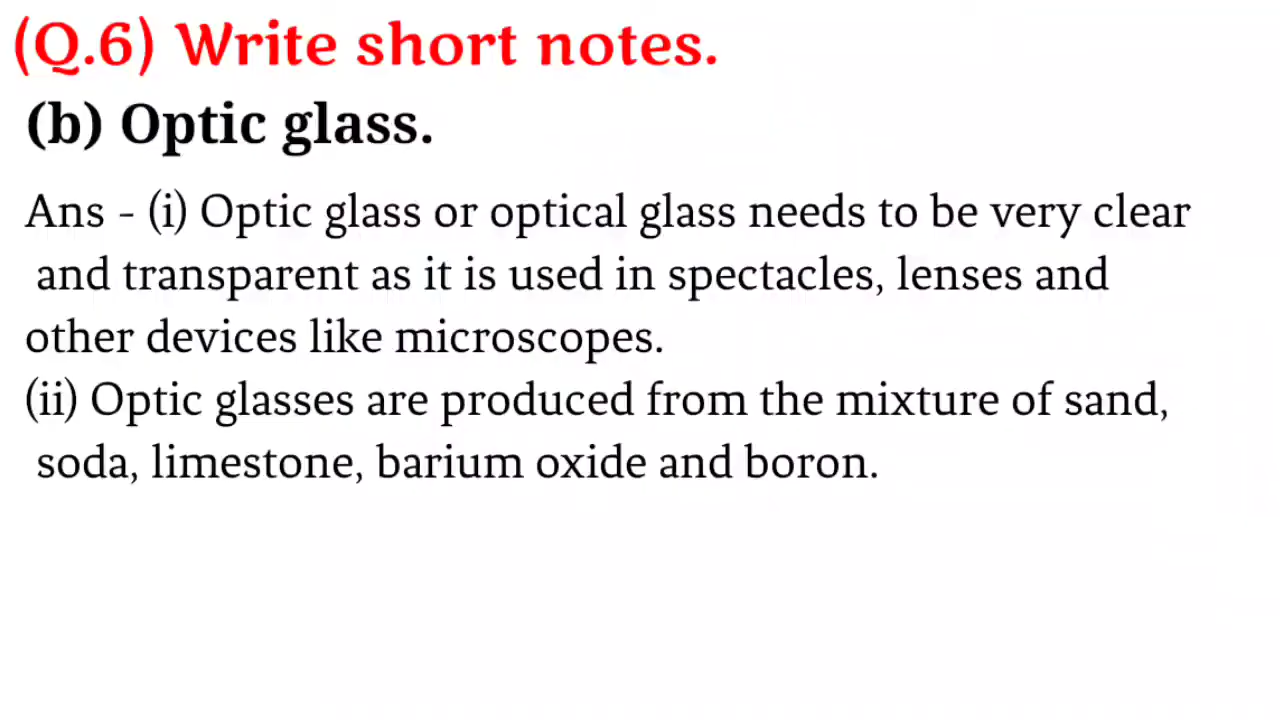 (Q.6) Write short notes.
(b) Optic glass.
Ans - (i) Optic glass or optical glass needs to be very clear
and transparent as it is used in spectacles, lenses and
other devices like microscopes.
(ii) Optic glasses are produced from the mixture of sand,
soda, limestone, barium oxide and boron.